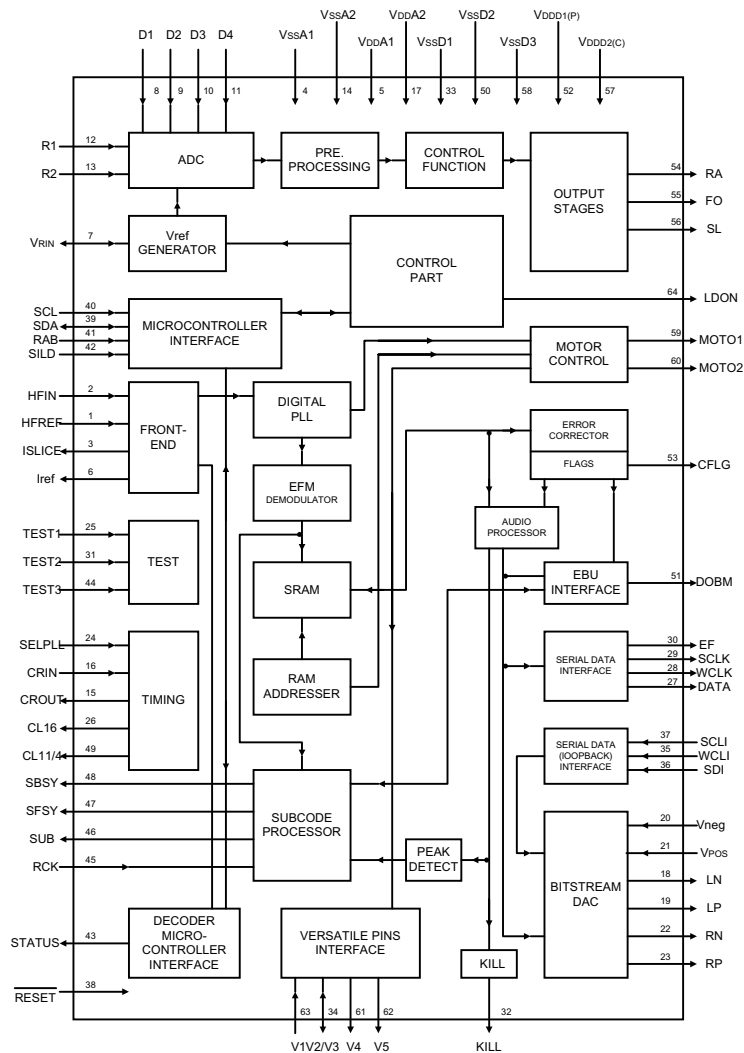 VSSA2 VDDA2 VSSD2 VDDD1(P)
D1 D2 D3 D4 VSSA1 VDDA1 VSSD1 VSSD3 VDDD2(C)
8 9 10 11 4 14 5 17 33 50 58 52 57
R1 12
R2 13
ADC
PRE.
PROCESSING
CONTROL
FUNCTION
OUTPUT
STAGES
54 RA
55 FO
56 SL
VRIN 7
Vref
GENERATOR
CONTROL
PART
64 LDON
SCL 40
SDA 39
RAB 41
SILD 42
MICROCONTROLLER
INTERFACE
MOTOR
CONTROL
59 MOTO1
60 MOTO2
HFIN 2
HFREF 1
ISLICE 3
Iref 6
FRONT-
END
DIGITAL
PLL
ERROR
CORRECTOR
FLAGS
53 CFLG
EFM
DEMODULATOR
AUDIO
PROCESSOR
TEST1 25
TEST2 31
TEST3 44
TEST
SRAM
EBU
INTERFACE
51 DOBM
SELPLL 24
CRIN 16
CROUT 15
CL16 26
CL11/4 49
TIMING
RAM
ADDRESSER
SERIAL DATA
INTERFACE
30 EF
29 SCLK
28 WCLK
27 DATA
SERIAL DATA
(lOOPBACK)
INTERFACE
37 SCLI
35 WCLI
36 SDI
SBSY 48
SFSY 47
SUB 46
RCK 45
SUBCODE
PROCESSOR
PEAK
DETECT
BITSTREAM
DAC
20 Vneg
21 VPOS
18 LN
19 LP
22 RN
23 RP
STATUS 43
DECODER
MICRO-
CONTROLLER
INTERFACE
VERSATILE PINS
INTERFACE
KILL
RESET 38
63 34 61 62 32
V1 V2/V3 V4 V5 KILL